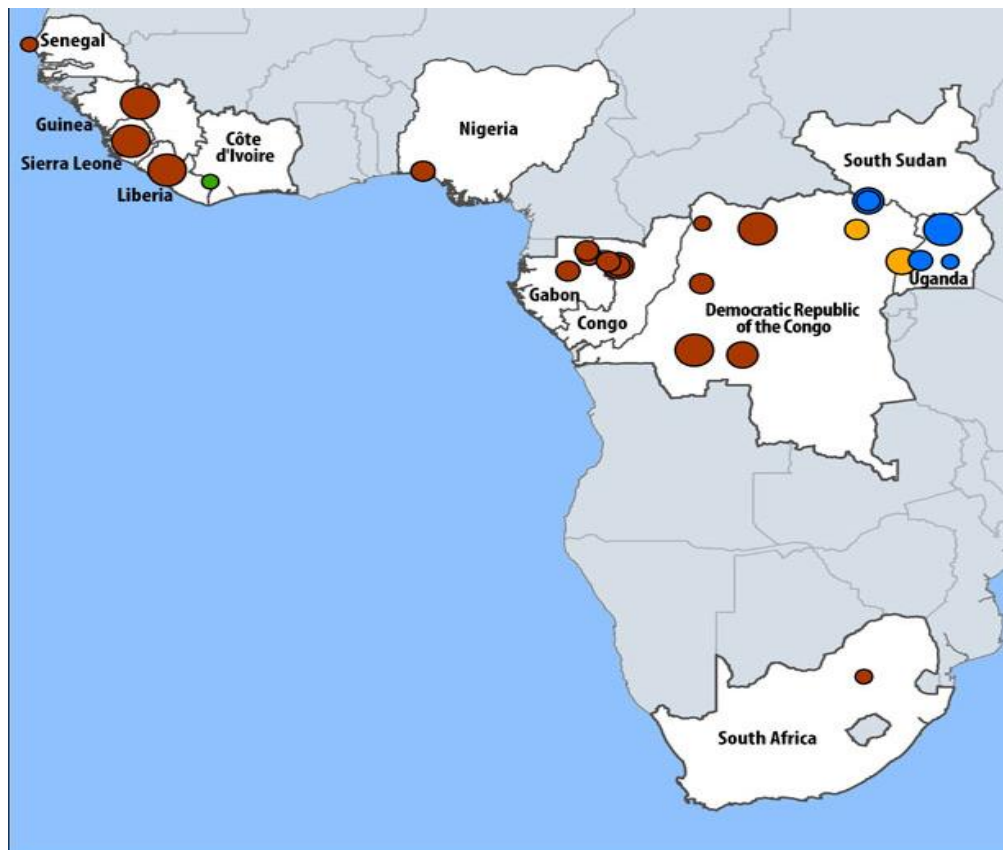 Senegal
Guinea
Sierra Leone
Liberia
Côte
d'Ivoire
Nigeria
South Sudan
Uganda
Gabon
Congo
Democratic Republic
of the Congo
South Africa